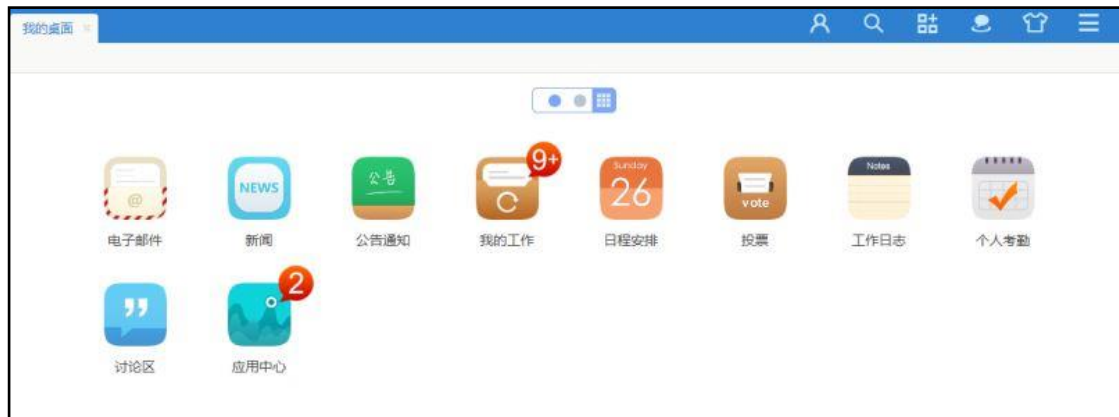 我的桌面
NEWS
公告
9+
Sunday
26
vote
Notes
@
电子邮件 新闻 公告通知 我的工作 日程安排 投票 工作日志 个人考勤
2
讨论区 应用中心